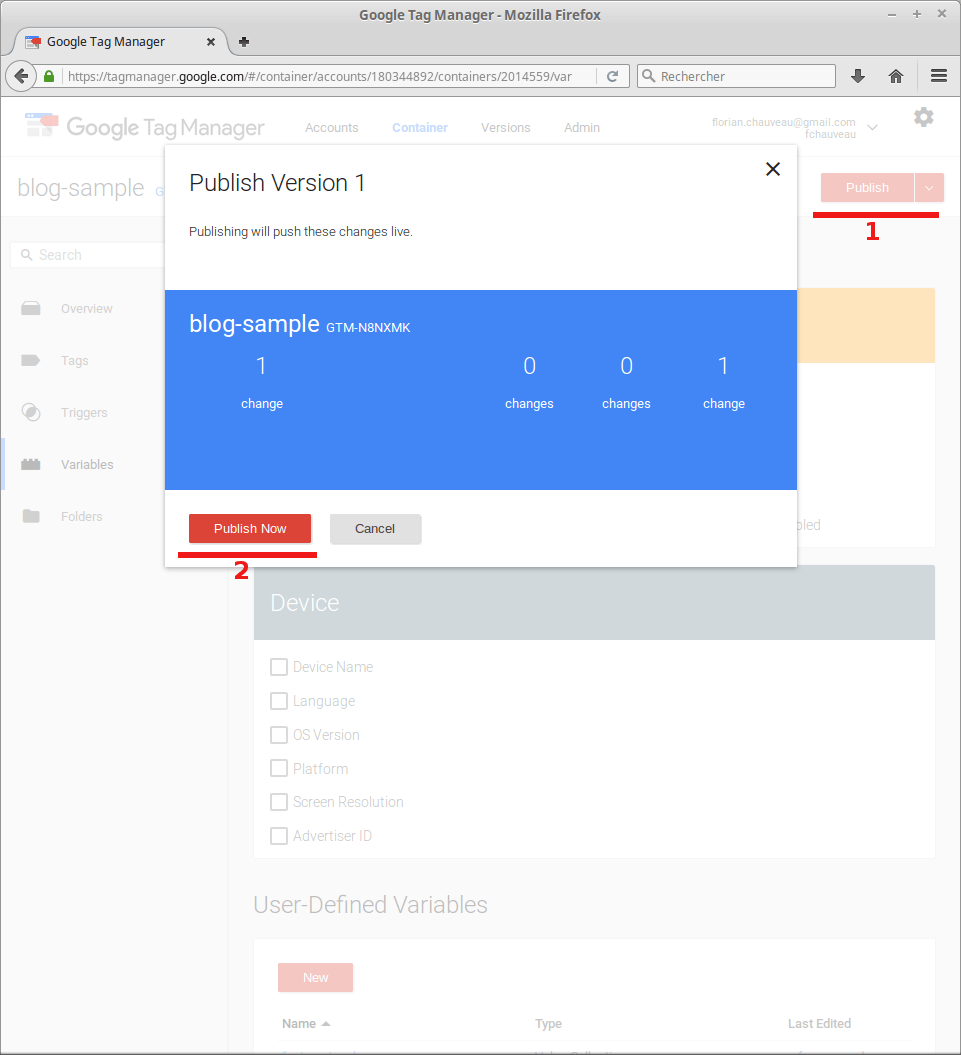 Google Tag Manager - Mozilla Firefox
Google Tag Manager
https://tagmanager.google.com/#/container/accounts/180344892/containers/2014559/var
Rechercher
Google Tag Manager
Accounts
Container
Versions
Admin
florian.chauveau@gmail.com
fchauveau
blog-sample G
Publish
1
Search
Overview
Tags
Triggers
Variables
Folders
Publish Version 1
Publishing will push these changes live.
blog-sample GTM-N8NXMK
1 0 0 1
change changes changes change
Publish Now
Cancel
2
bled
Device
Device Name
Language
OS Version
Platform
Screen Resolution
Advertiser ID
User-Defined Variables
New
Name Type Last Edited